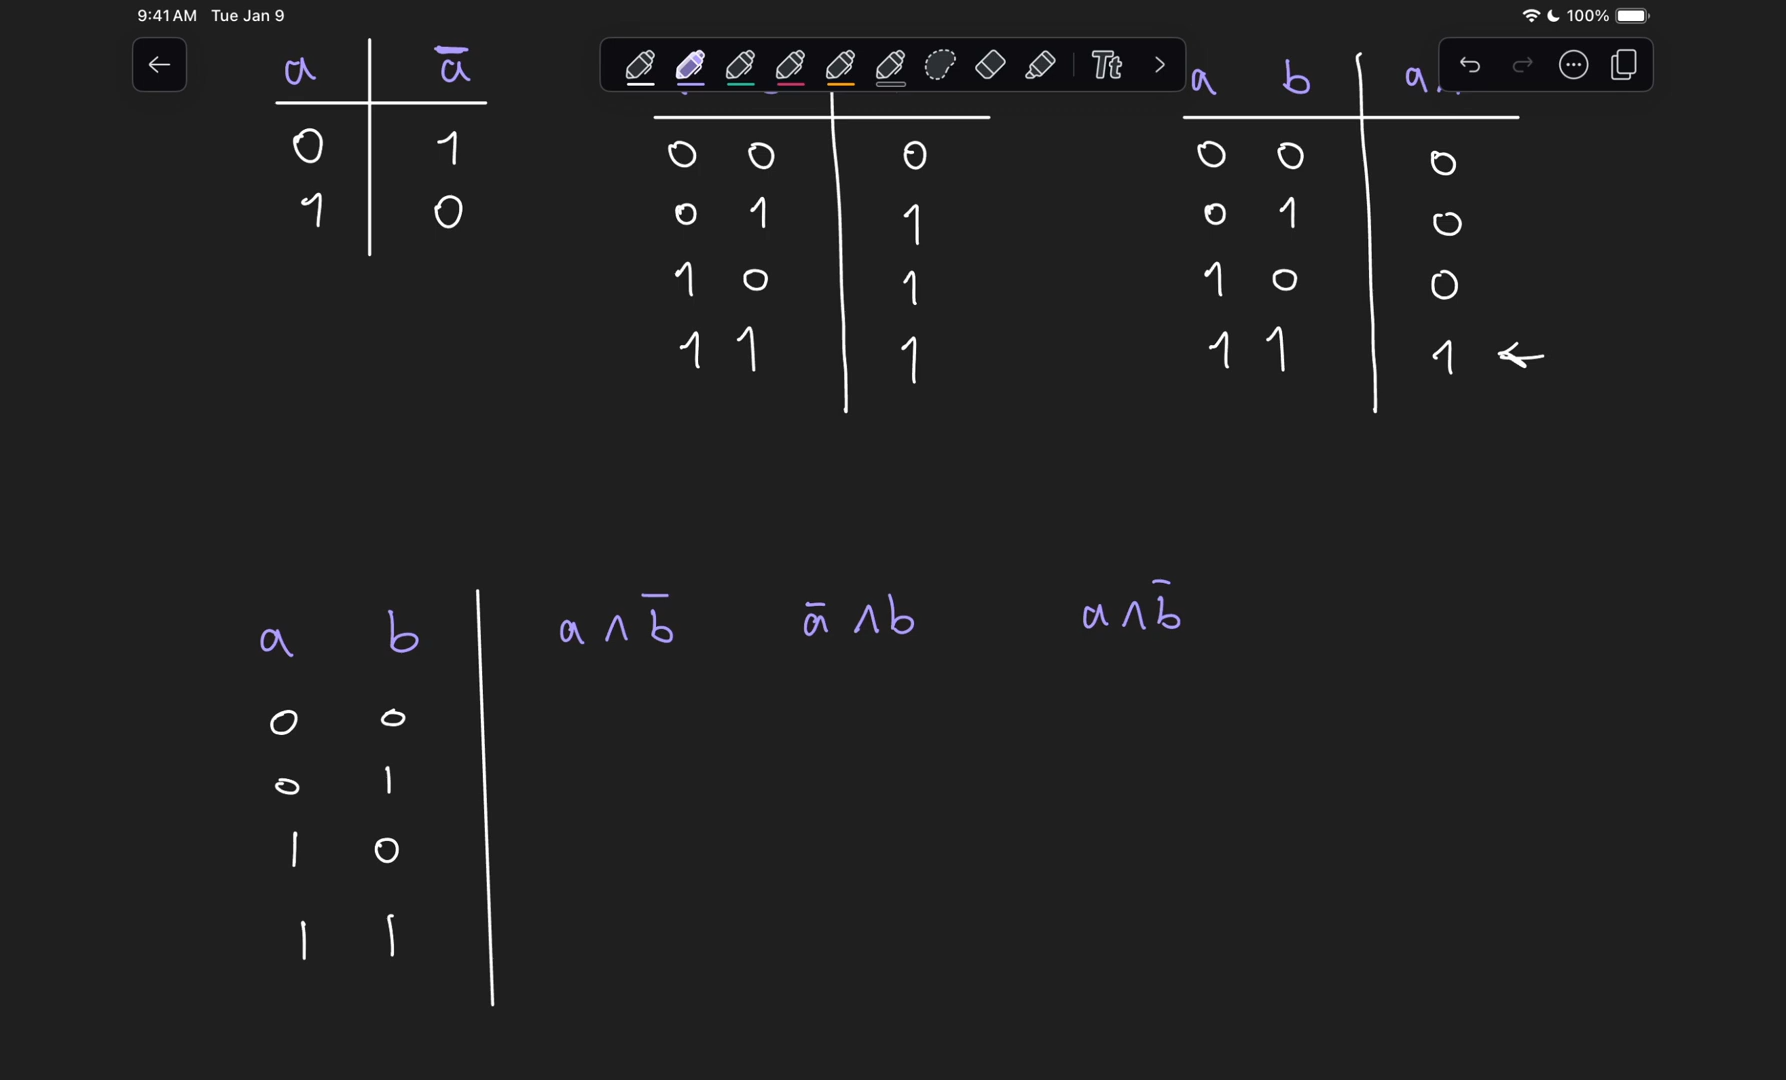 9:41 AM Tue Jan 9 100%
a a̅
0 1
1 0
Tt
0 0 0
0 1 1
1 0 1
1 1 1
a b a
0 0 0
0 1 0
1 0 0
1 1 1 ←
a b a ∧ b̅ a̅ ∧ b a ∧ b̅
0 0
0 1
1 0
1 1